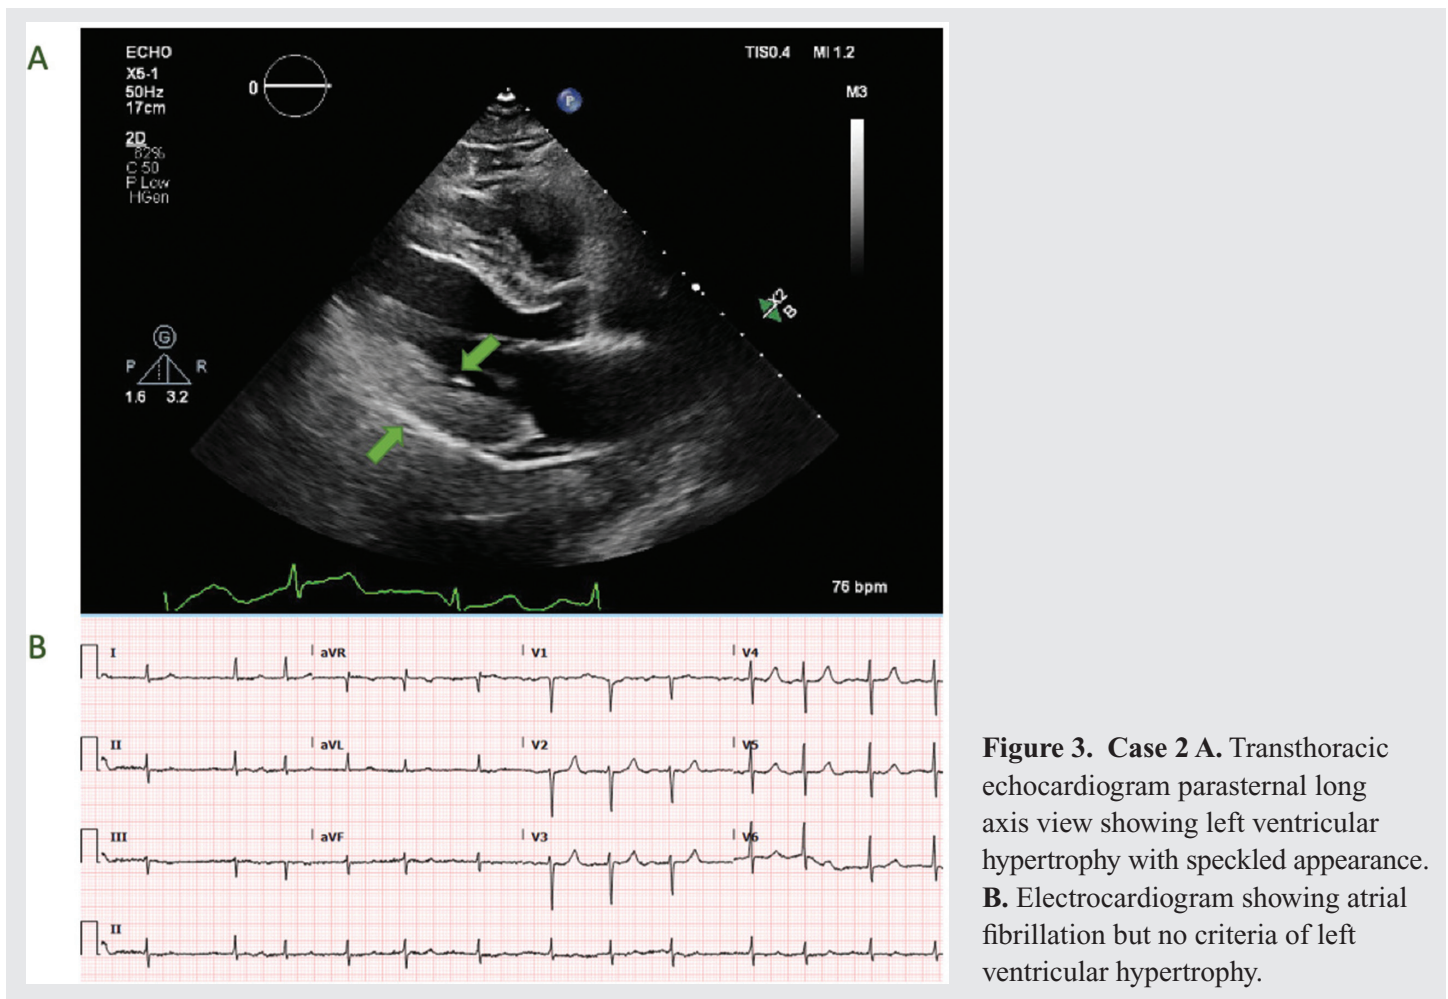 A
ECHO
X5-1
50Hz
17cm
2D
62%
C 50
P Low
HGen
0
P
TIS0.4 MI 1.2
M3
X2
B
G
P R
1.6 3.2
76 bpm
B
I aVR V1 V4
II aVL V2 V5
III aVF V3 V6
II
Figure 3. Case 2 A. Transthoracic
echocardiogram parasternal long
axis view showing left ventricular
hypertrophy with speckled appearance.
B. Electrocardiogram showing atrial
fibrillation but no criteria of left
ventricular hypertrophy.